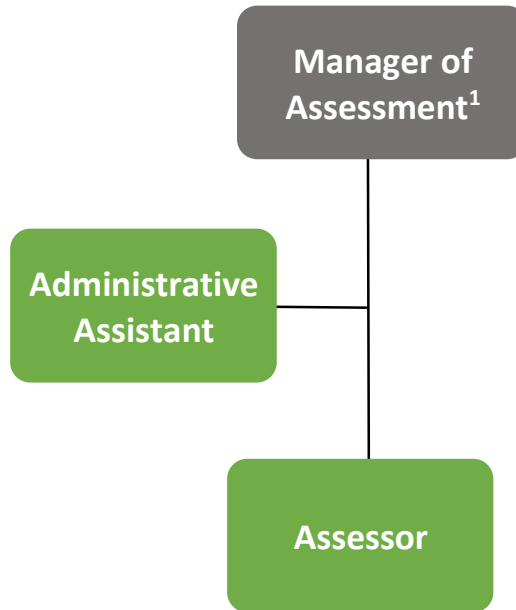 Manager of
Assessment¹
Administrative
Assistant
Assessor